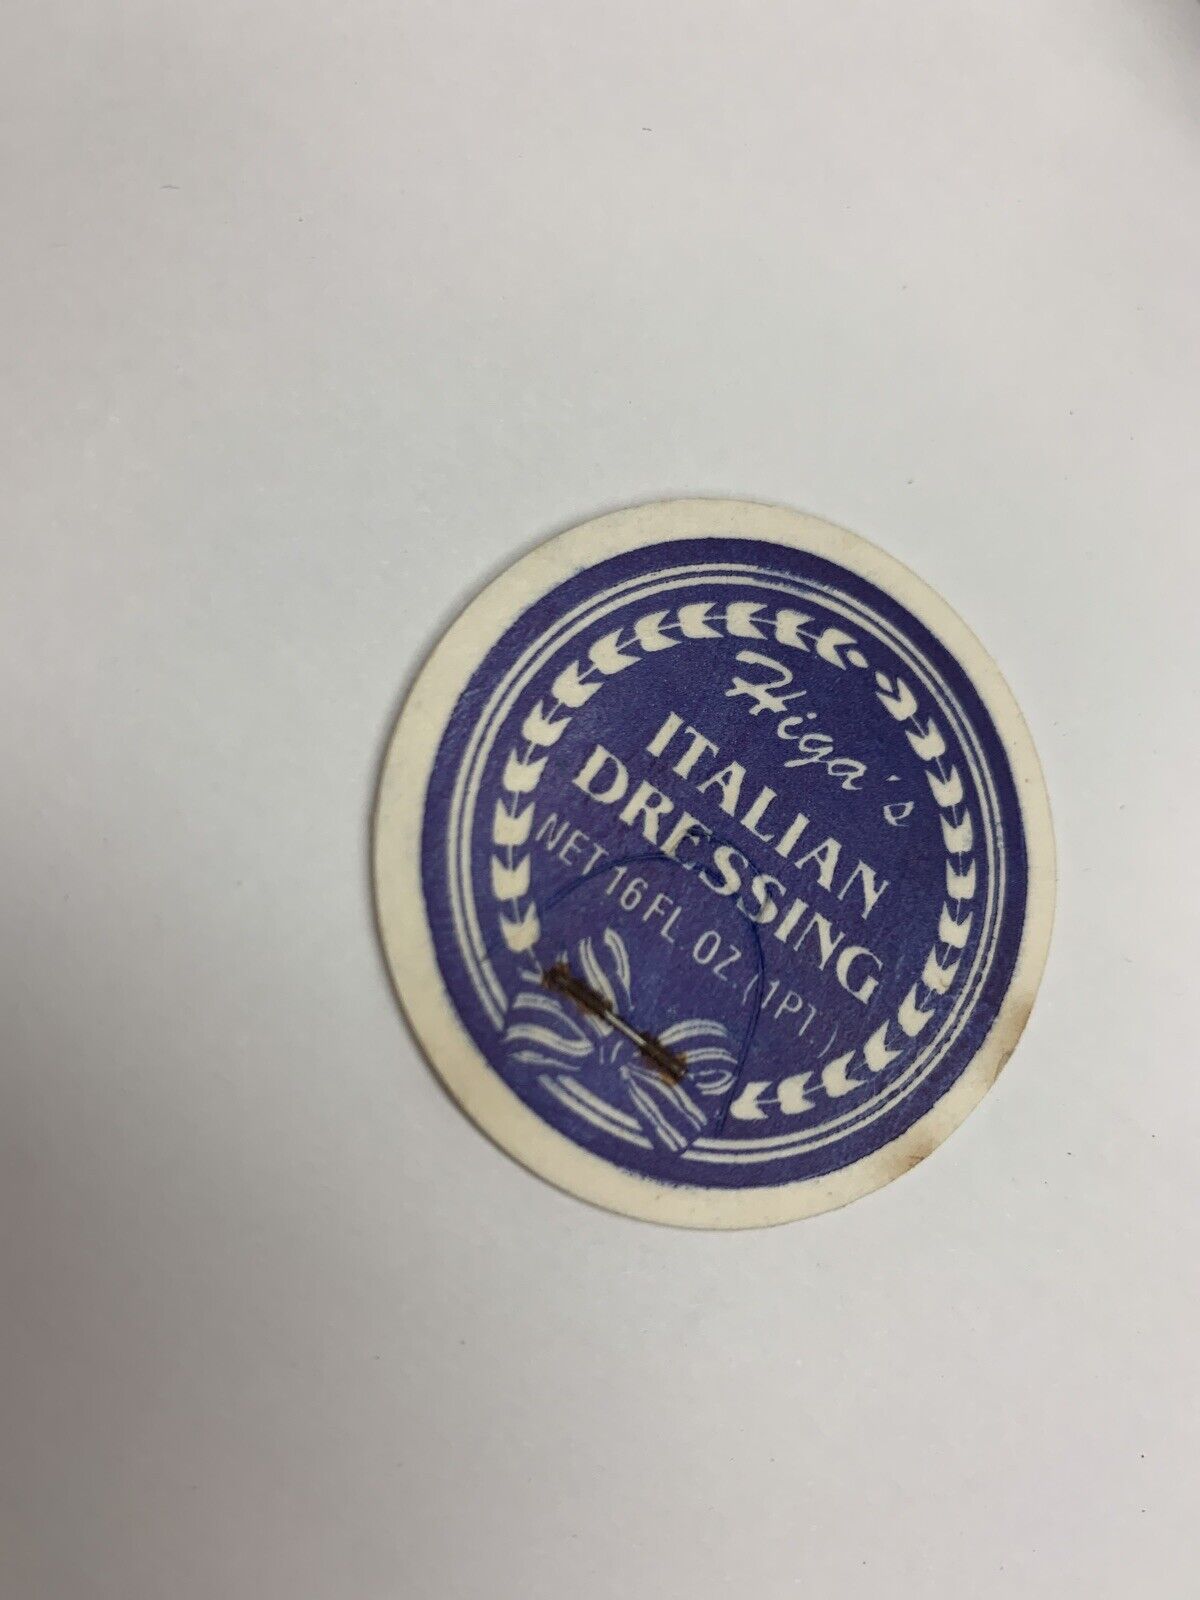 Higa's
ITALIAN
DRESSING
NET 16 FL. OZ. (1PT)